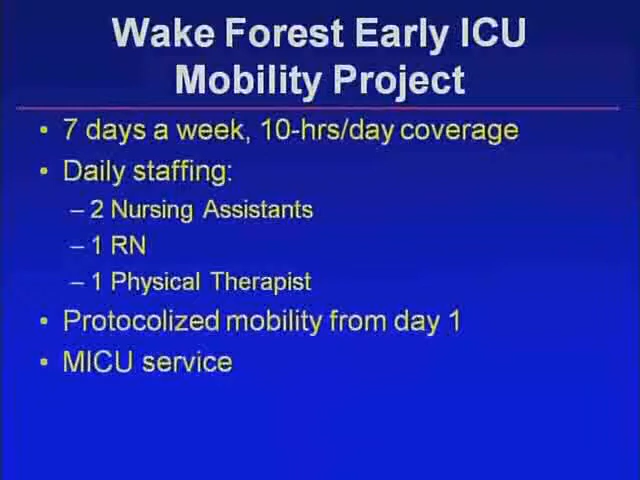 Wake Forest Early ICU
Mobility Project
• 7 days a week, 10-hrs/day coverage
• Daily staffing:
– 2 Nursing Assistants
– 1 RN
– 1 Physical Therapist
• Protocolized mobility from day 1
• MICU service